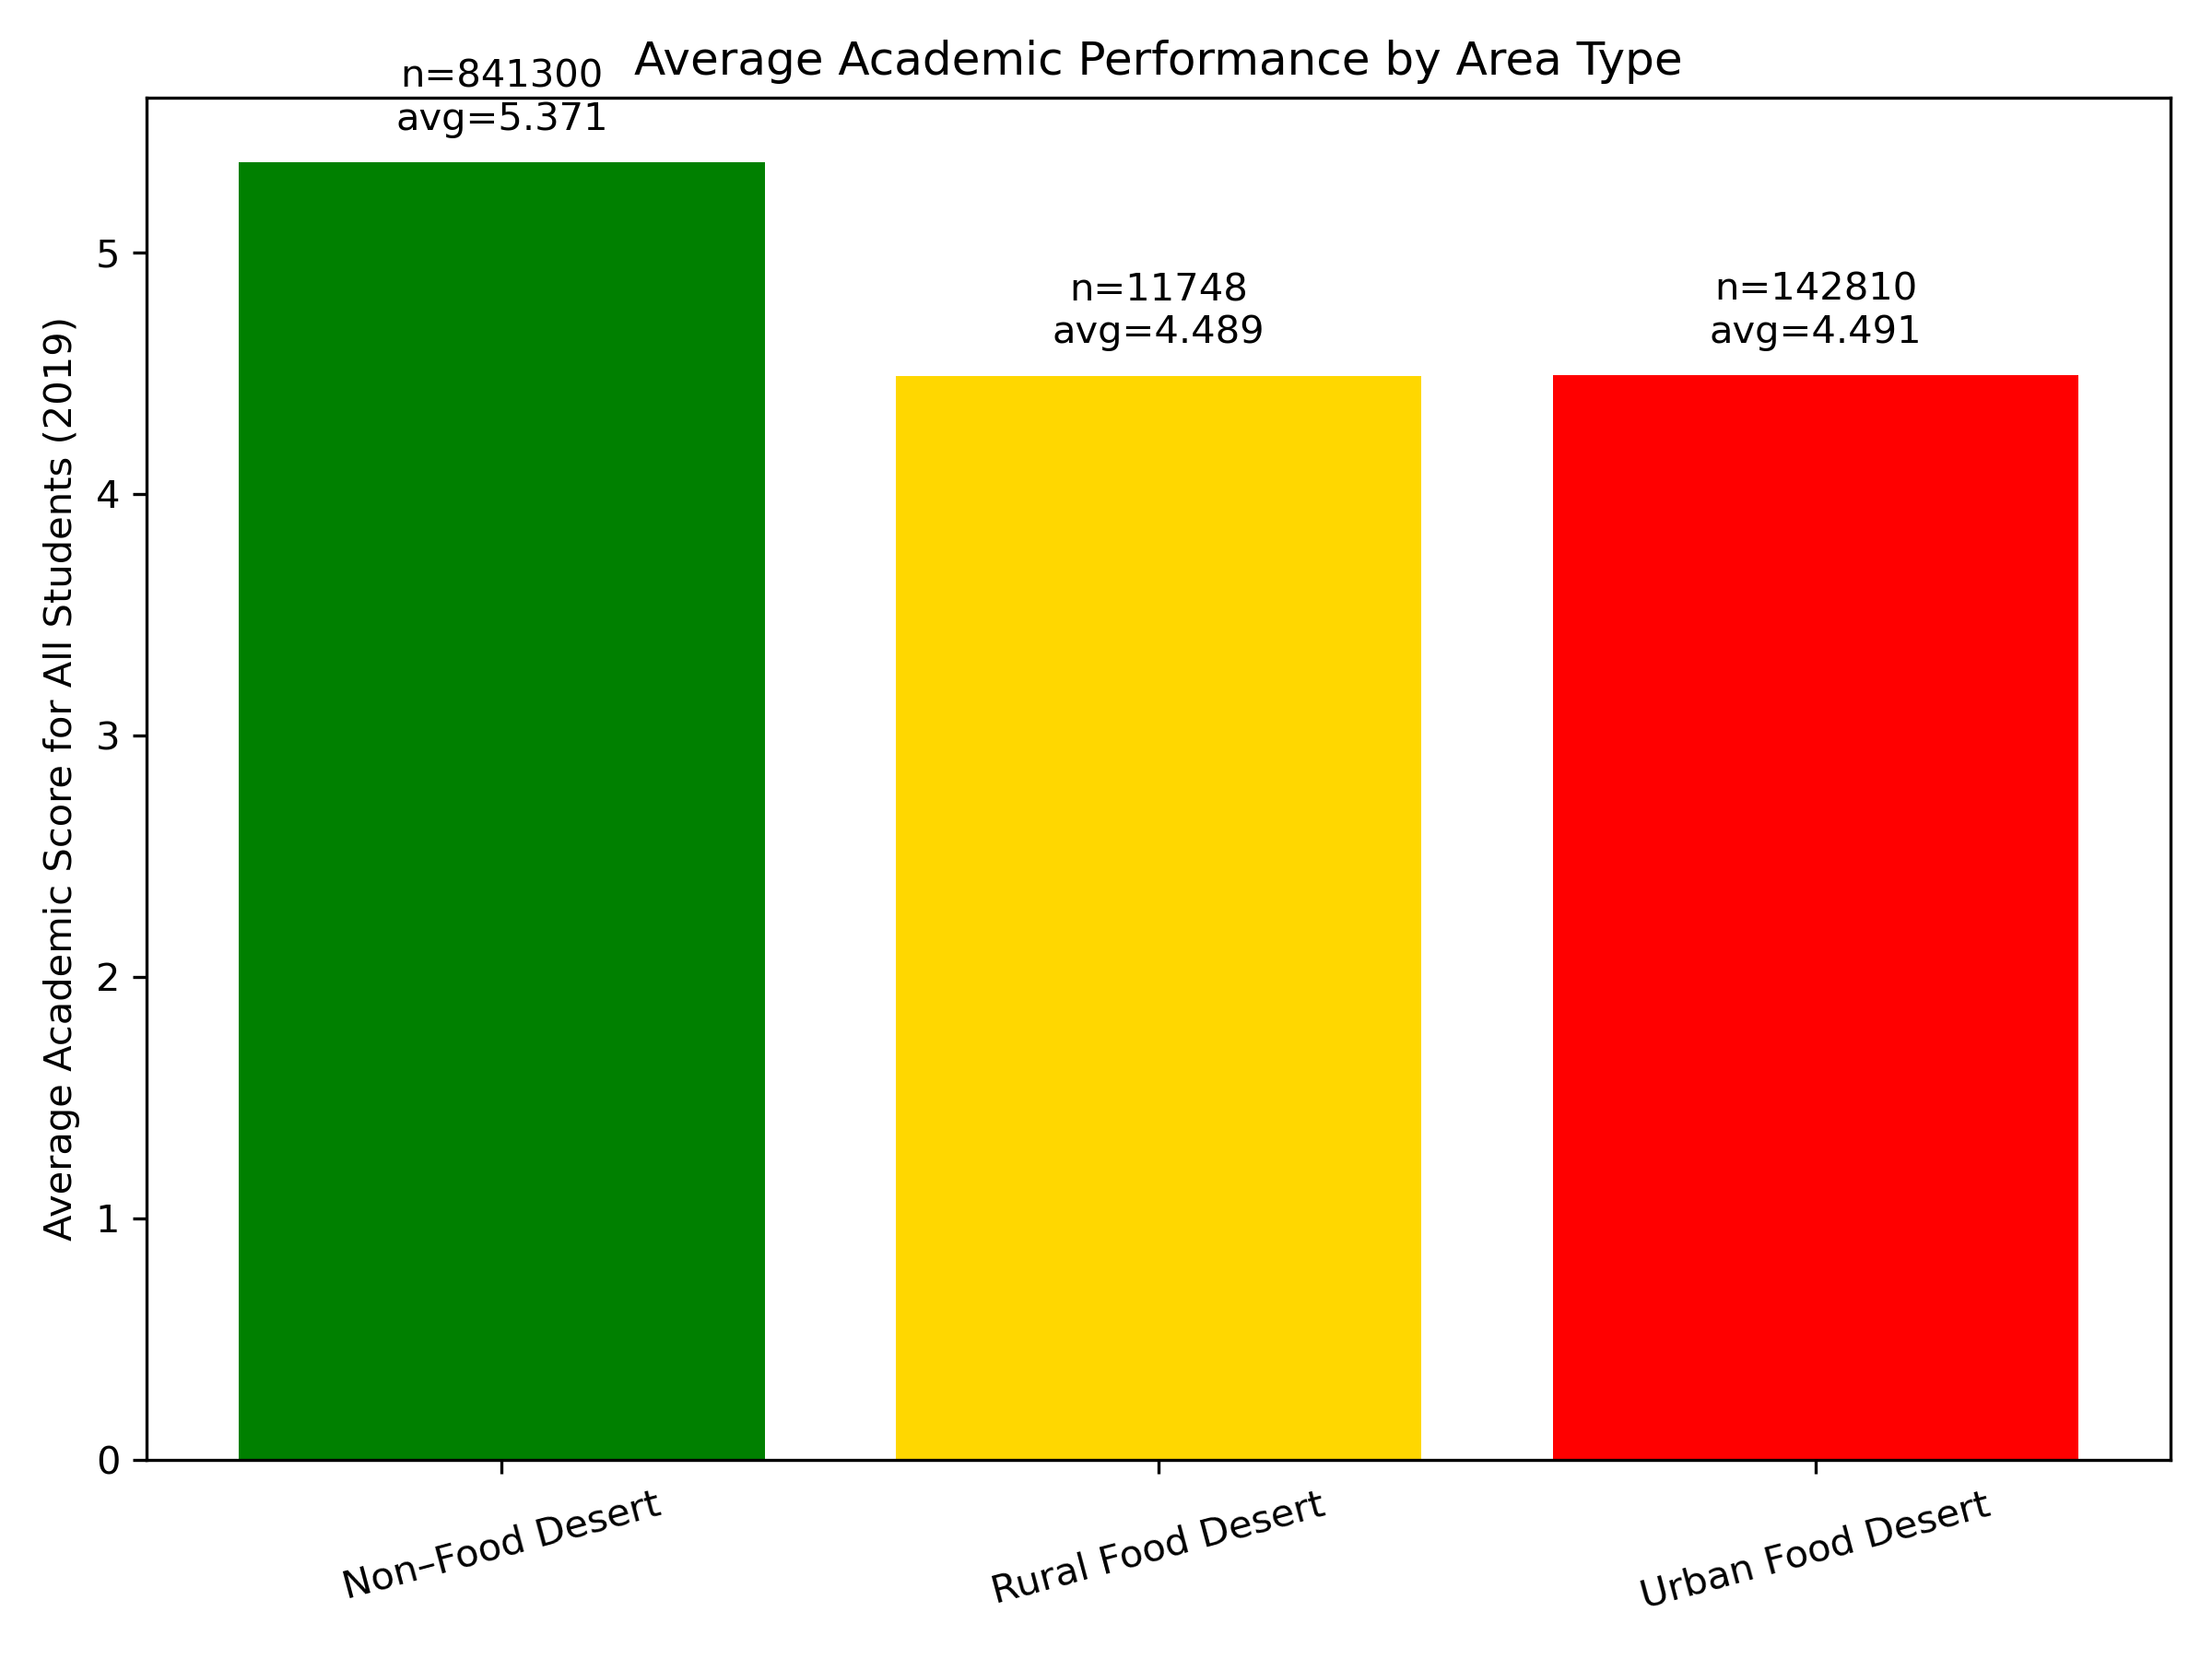 Average Academic Performance by Area Type
n=841300
avg=5.371
n=11748
avg=4.489
n=142810
avg=4.491
Average Academic Score for All Students (2019)
5
4
3
2
1
0
Non–Food Desert
Rural Food Desert
Urban Food Desert